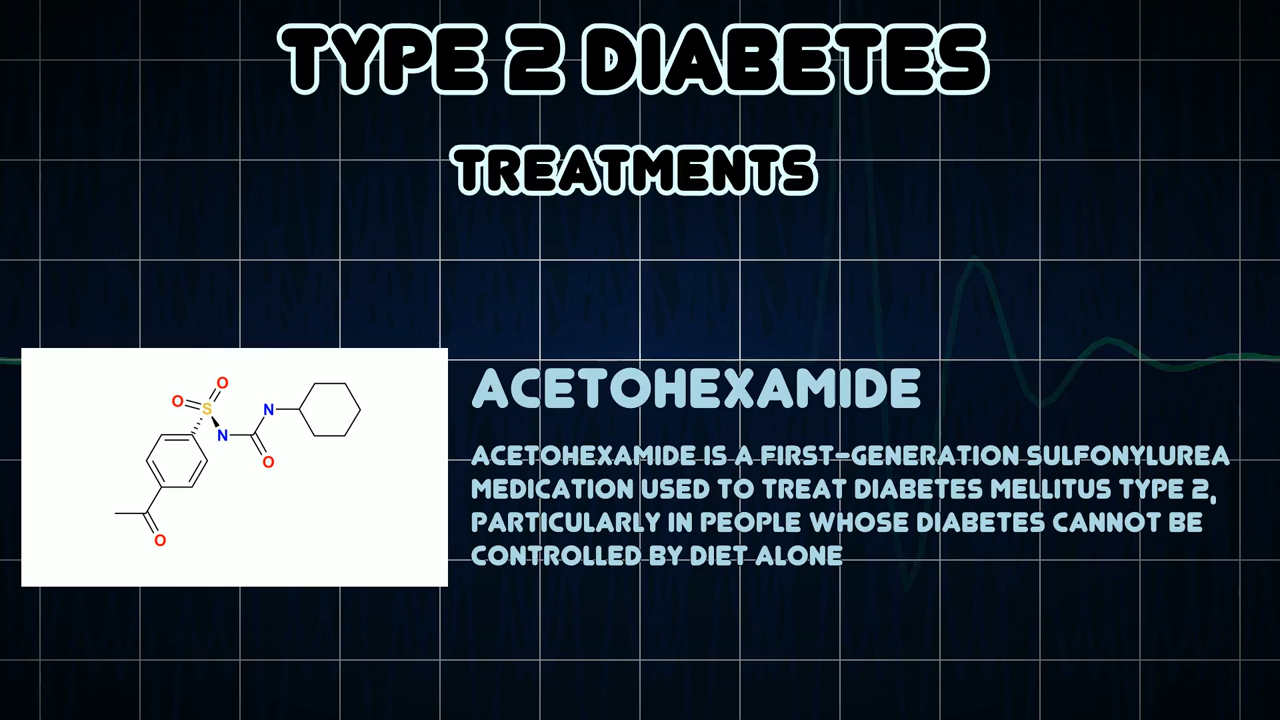 TYPE 2 DIABETES
TREATMENTS
O
O
S
N
N
O
O
ACETOHEXAMIDE
ACETOHEXAMIDE IS A FIRST-GENERATION SULFONYLUREA
MEDICATION USED TO TREAT DIABETES MELLITUS TYPE 2,
PARTICULARLY IN PEOPLE WHOSE DIABETES CANNOT BE
CONTROLLED BY DIET ALONE